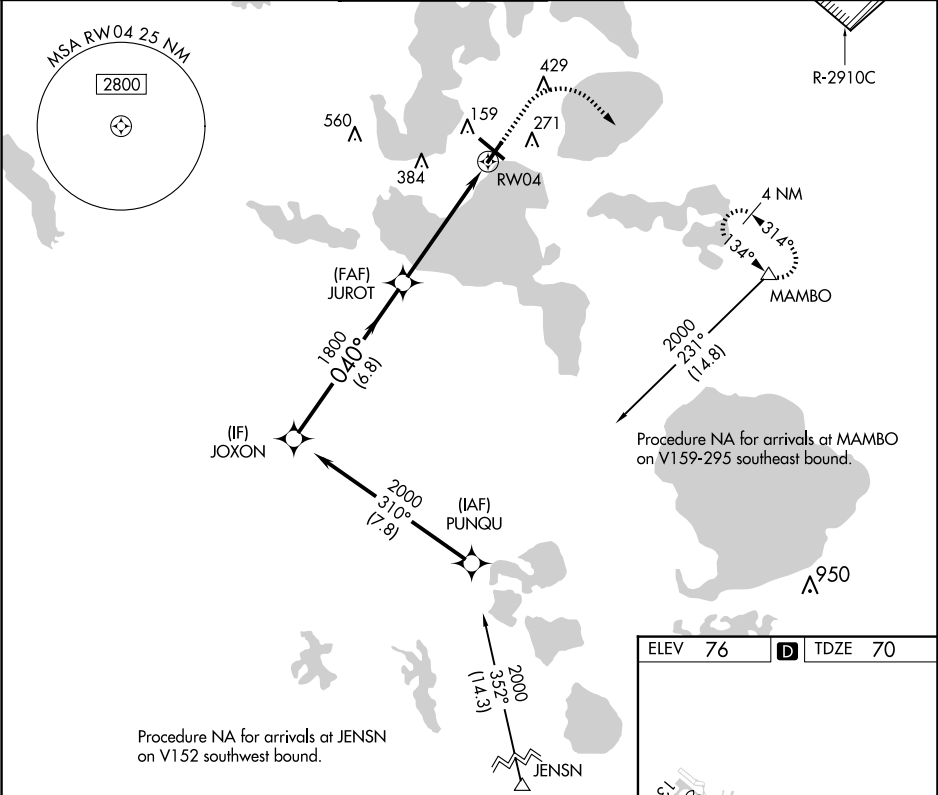 MSA RW04 25 NM
2800
R-2910C
429
560
159
271
384
RW04
4 NM
314°
134°
MAMBO
(FAF)
JUROT
2000
231°
(14.8)
1800
040°
(6.8)
(IF)
JOXON
Procedure NA for arrivals at MAMBO
on V159-295 southeast bound.
2000
310°
(7.8)
(IAF)
PUNQU
950
ELEV 76
D
TDZE 70
2000
352°
(14.3)
Procedure NA for arrivals at JENSN
on V152 southwest bound.
JENSN